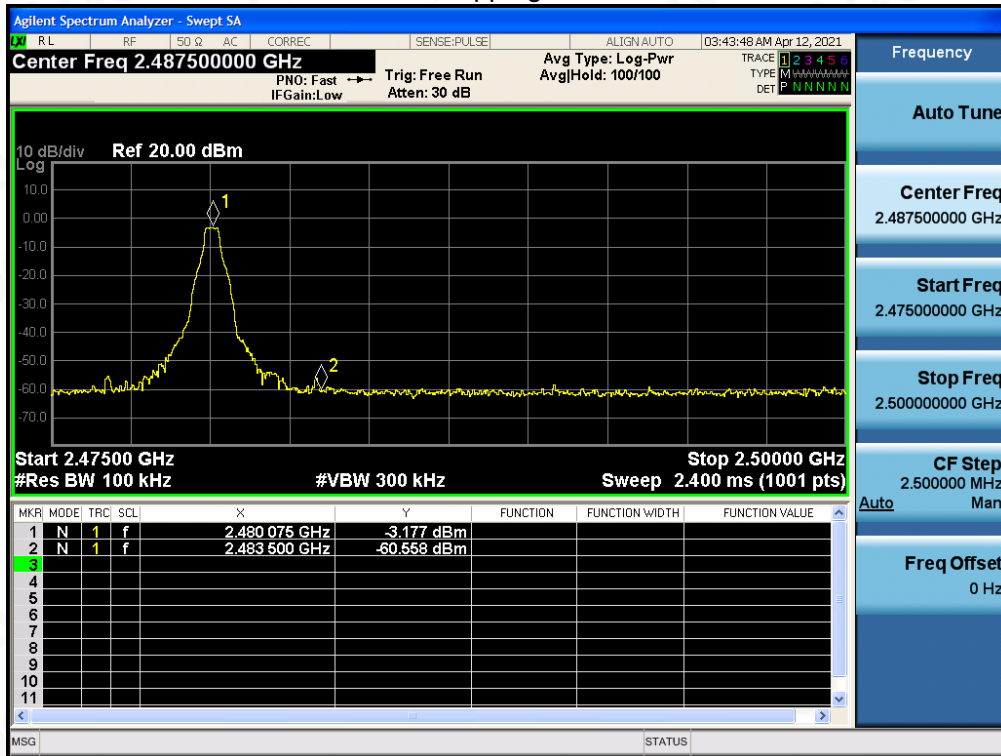 Agilent Spectrum Analyzer - Swept SA
LXI RL RF 50 Ω AC CORREC SENSE:PULSE ALIGN AUTO 03:43:48 AM Apr 12, 2021
Center Freq 2.487500000 GHz
PNO: Fast
IFGain:Low
Trig: Free Run
Atten: 30 dB
Avg Type: Log-Pwr
Avg|Hold: 100/100
TRACE 1 2 3 4 5 6
TYPE M W W W W W
DET P N N N N N
10 dB/div Ref 20.00 dBm
Log
10.0
0.00
-10.0
-20.0
-30.0
-40.0
-50.0
-60.0
-70.0
1
2
Start 2.47500 GHz Stop 2.50000 GHz
#Res BW 100 kHz #VBW 300 kHz Sweep 2.400 ms (1001 pts)
MKR MODE TRC SCL X Y FUNCTION FUNCTION WIDTH FUNCTION VALUE
1 N 1 f 2.480 075 GHz -3.177 dBm
2 N 1 f 2.483 500 GHz -60.558 dBm
3
4
5
6
7
8
9
10
11
MSG STATUS
Frequency
Auto Tune
Center Freq
2.487500000 GHz
Start Freq
2.475000000 GHz
Stop Freq
2.500000000 GHz
CF Step
2.500000 MHz
Auto Man
Freq Offset
0 Hz